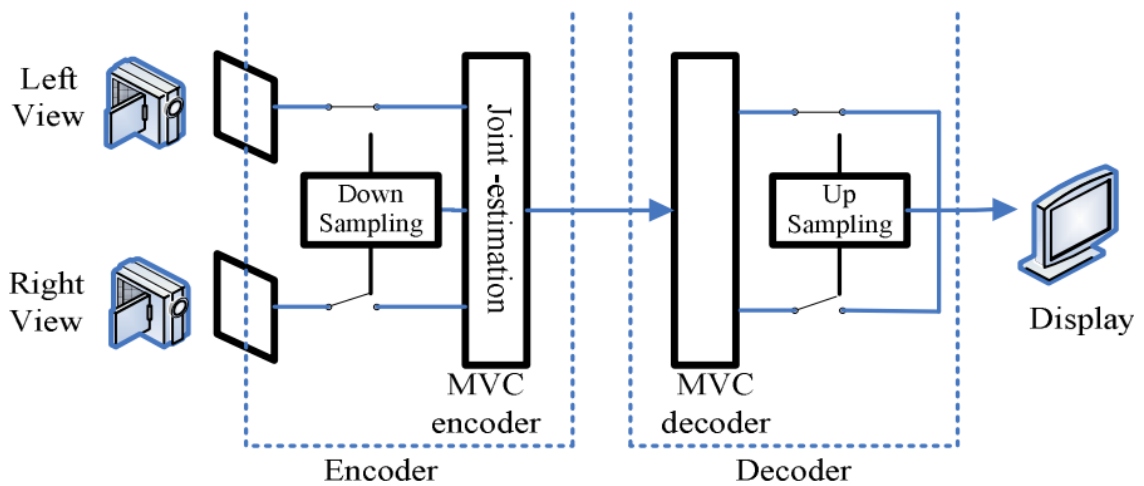 Left
View
Right
View
Down
Sampling
Joint -estimation
MVC
encoder
Encoder
MVC
decoder
Up
Sampling
Decoder
Display